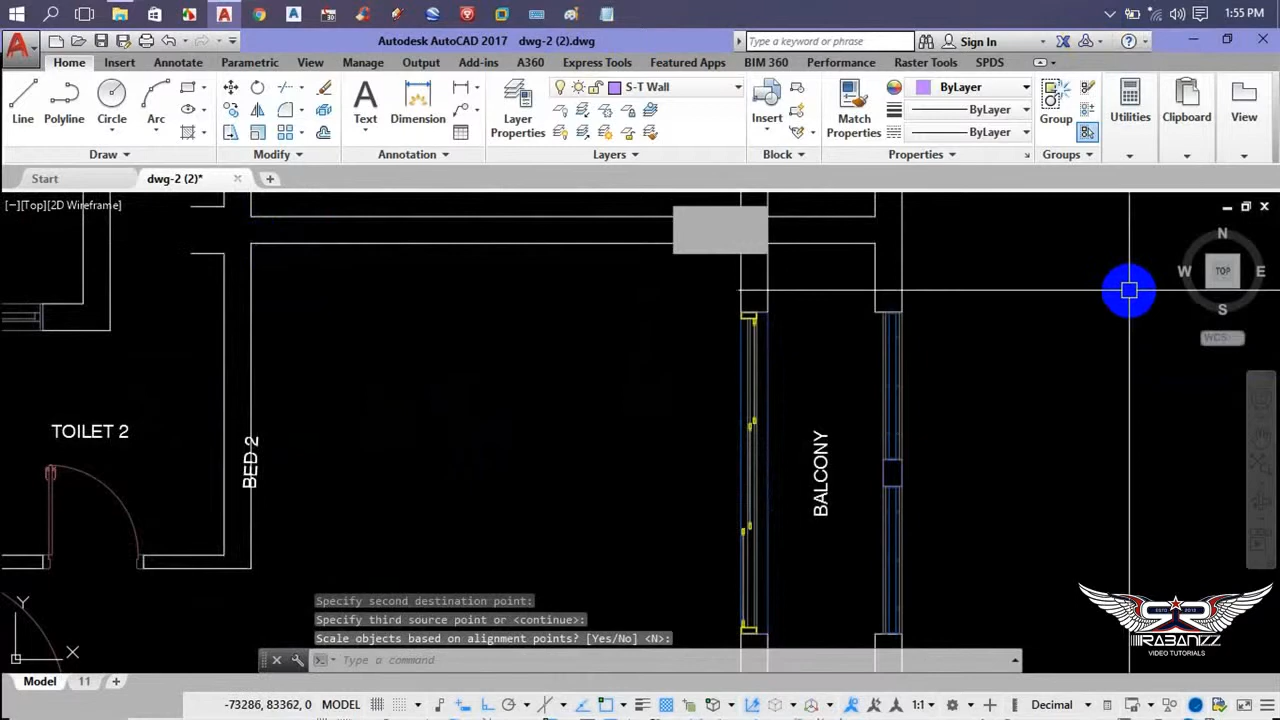 1:55 PM
Autodesk AutoCAD 2017 dwg-2 (2).dwg
Type a keyword or phrase
Sign In
Home Insert Annotate Parametric View Manage Output Add-ins A360 Express Tools Featured Apps BIM 360 Performance Raster Tools SPDS
S-T Wall
ByLayer
ByLayer
ByLayer
Line Polyline Circle Arc Text Dimension Layer Properties Insert Match Properties Group Utilities Clipboard View
Draw Modify Annotation Layers Block Properties Groups
Start dwg-2 (2)*
[−][Top][2D Wireframe]
N
W TOP E
S
WCS
TOILET 2
BED 2
BALCONY
Specify second destination point:
Specify third source point or <continue>:
Scale objects based on alignment points? [Yes/No] <N>:
Type a command
Y
X
ESTD 2013
RABANIZZ
VIDEO TUTORIALS
Model 11
-73286, 83362, 0 MODEL 1:1 Decimal